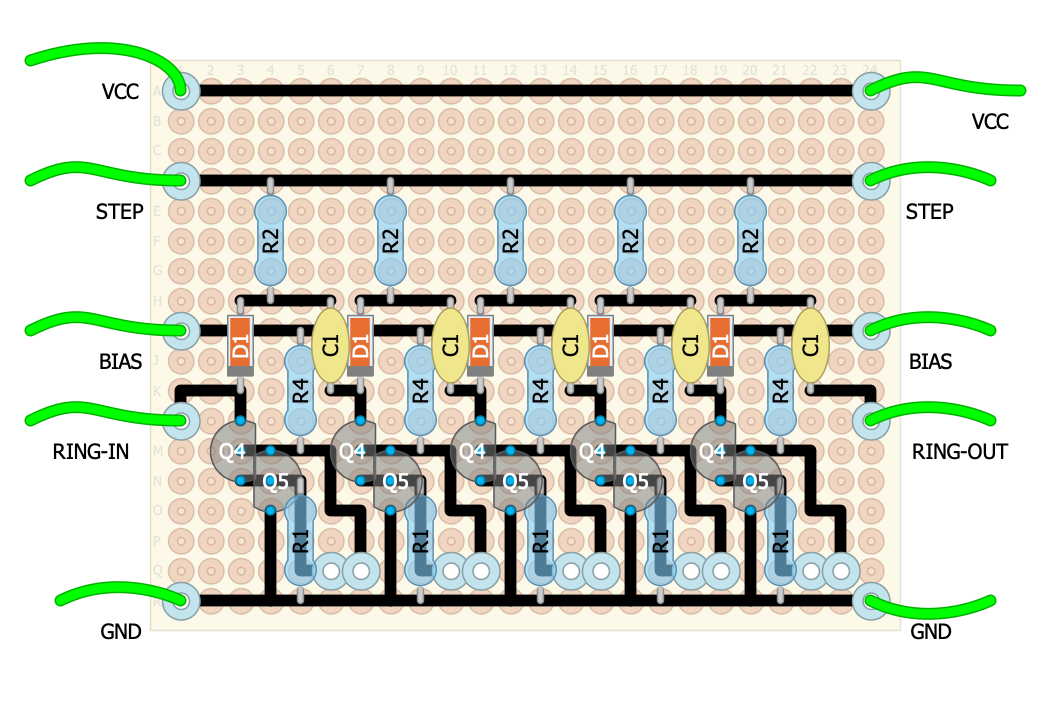 2 3 4 5 6 7 8 9 10 11 12 13 14 15 16 17 18 19 20 21 22 23 24
A
VCC
VCC
B
C
STEP
STEP
E
F
R2 R2 R2 R2 R2
G
H
BIAS
BIAS
D1 C1 D1 C1 D1 C1 D1 C1 D1 C1
J
K
R4 R4 R4 R4 R4
RING-IN
RING-OUT
M
Q4 Q4 Q4 Q4 Q4
N
Q5 Q5 Q5 Q5 Q5
O
P
R1 R1 R1 R1 R1
Q
R
GND
GND